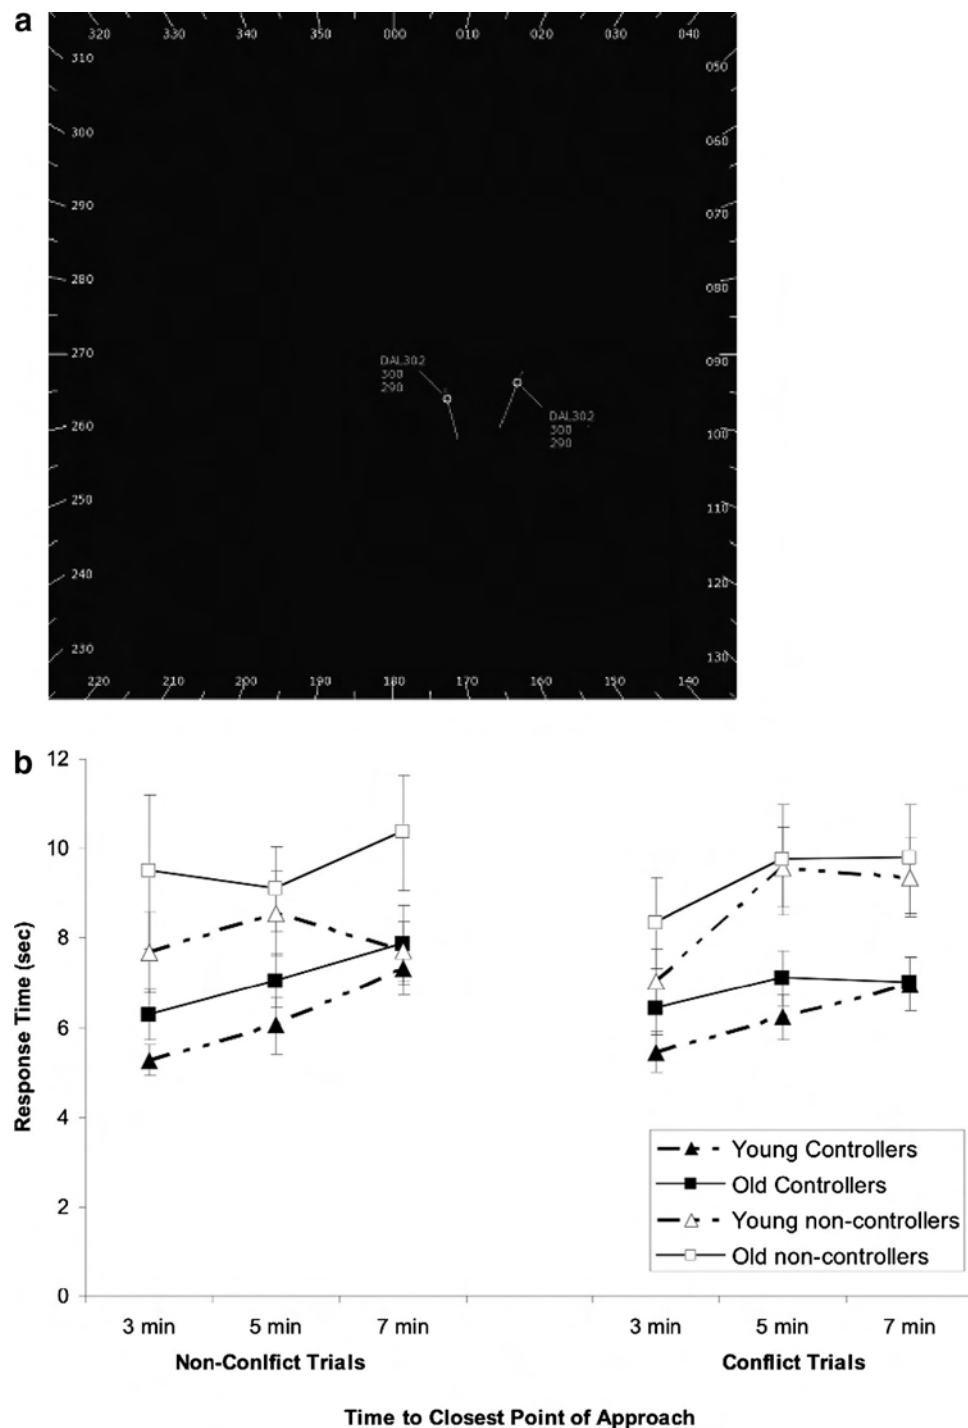 a
320 330 340 350 000 010 020 030 040
310 050
300 060
290 070
280 080
270 090
260 100
250 110
240 120
230 130
220 210 200 190 180 170 160 150 140
DAL302
300
290
DAL302
300
290
b
12
10
8
6
4
2
0
Response Time (sec)
Young Controllers
Old Controllers
Young non-controllers
Old non-controllers
3 min 5 min 7 min 3 min 5 min 7 min
Non-Conlfict Trials Conflict Trials
Time to Closest Point of Approach